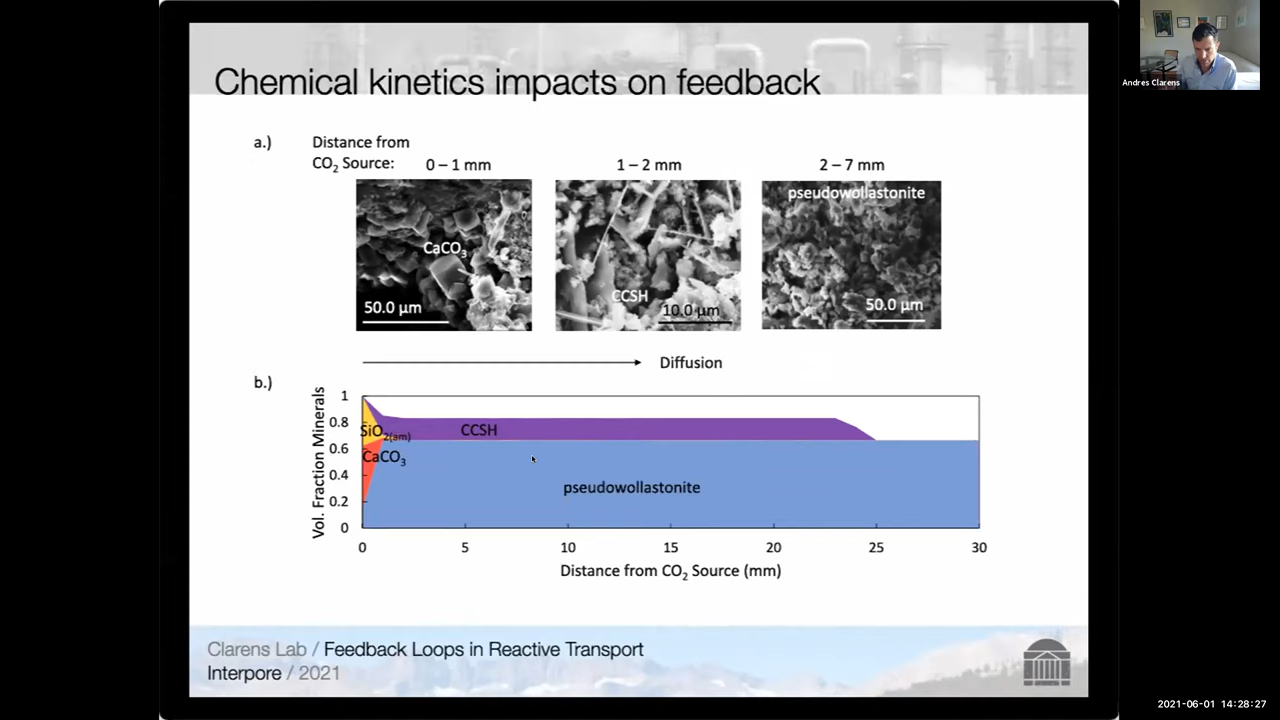 Chemical kinetics impacts on feedback
Andres Clarens
a.)
Distance from
CO₂ Source:
0 – 1 mm
1 – 2 mm
2 – 7 mm
CaCO₃
50.0 µm
CCSH
10.0 µm
pseudowollastonite
50.0 µm
Diffusion
b.)
Vol. Fraction Minerals
1
0.8
0.6
0.4
0.2
0
SiO₂(am)
CaCO₃
CCSH
pseudowollastonite
0
5
10
15
20
25
30
Distance from CO₂ Source (mm)
Clarens Lab / Feedback Loops in Reactive Transport
Interpore / 2021
2021-06-01 14:28:27